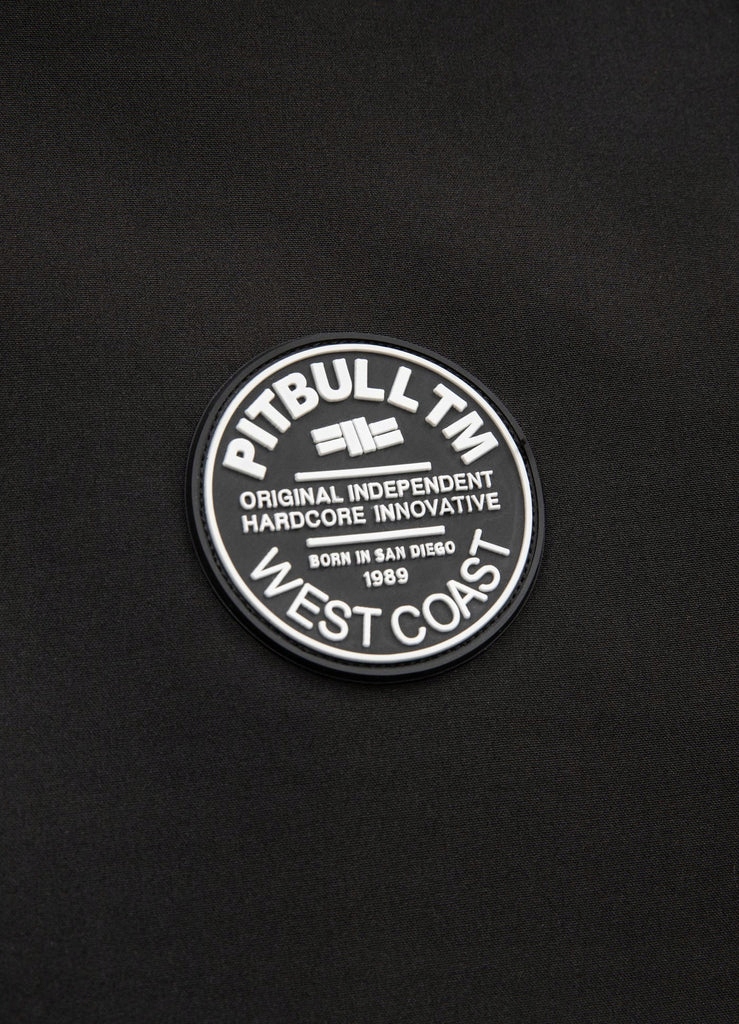 PITBULL TM
ORIGINAL INDEPENDENT
HARDCORE INNOVATIVE
BORN IN SAN DIEGO
1989
WEST COAST